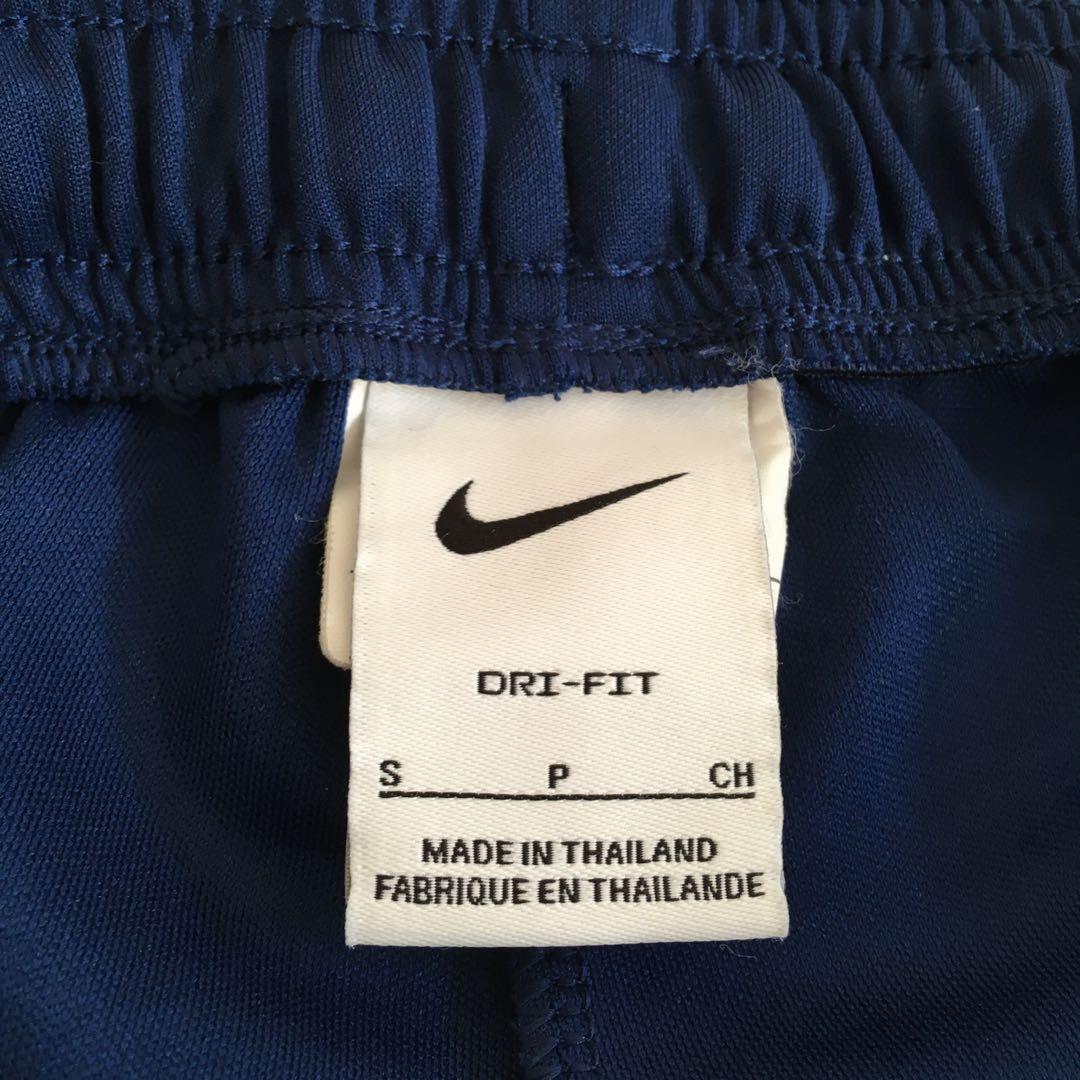 DRI-FIT
S P CH
MADE IN THAILAND
FABRIQUE EN THAILANDE